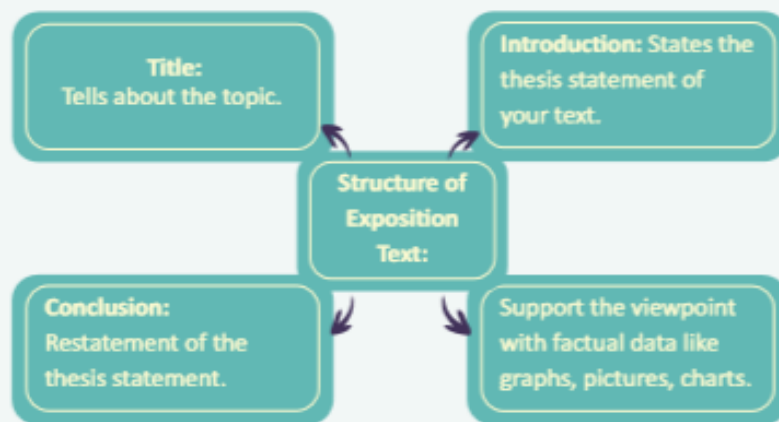 Title:
Tells about the topic.
Introduction: States the
thesis statement of
your text.
Structure of
Exposition
Text:
Conclusion:
Restatement of the
thesis statement.
Support the viewpoint
with factual data like
graphs, pictures, charts.